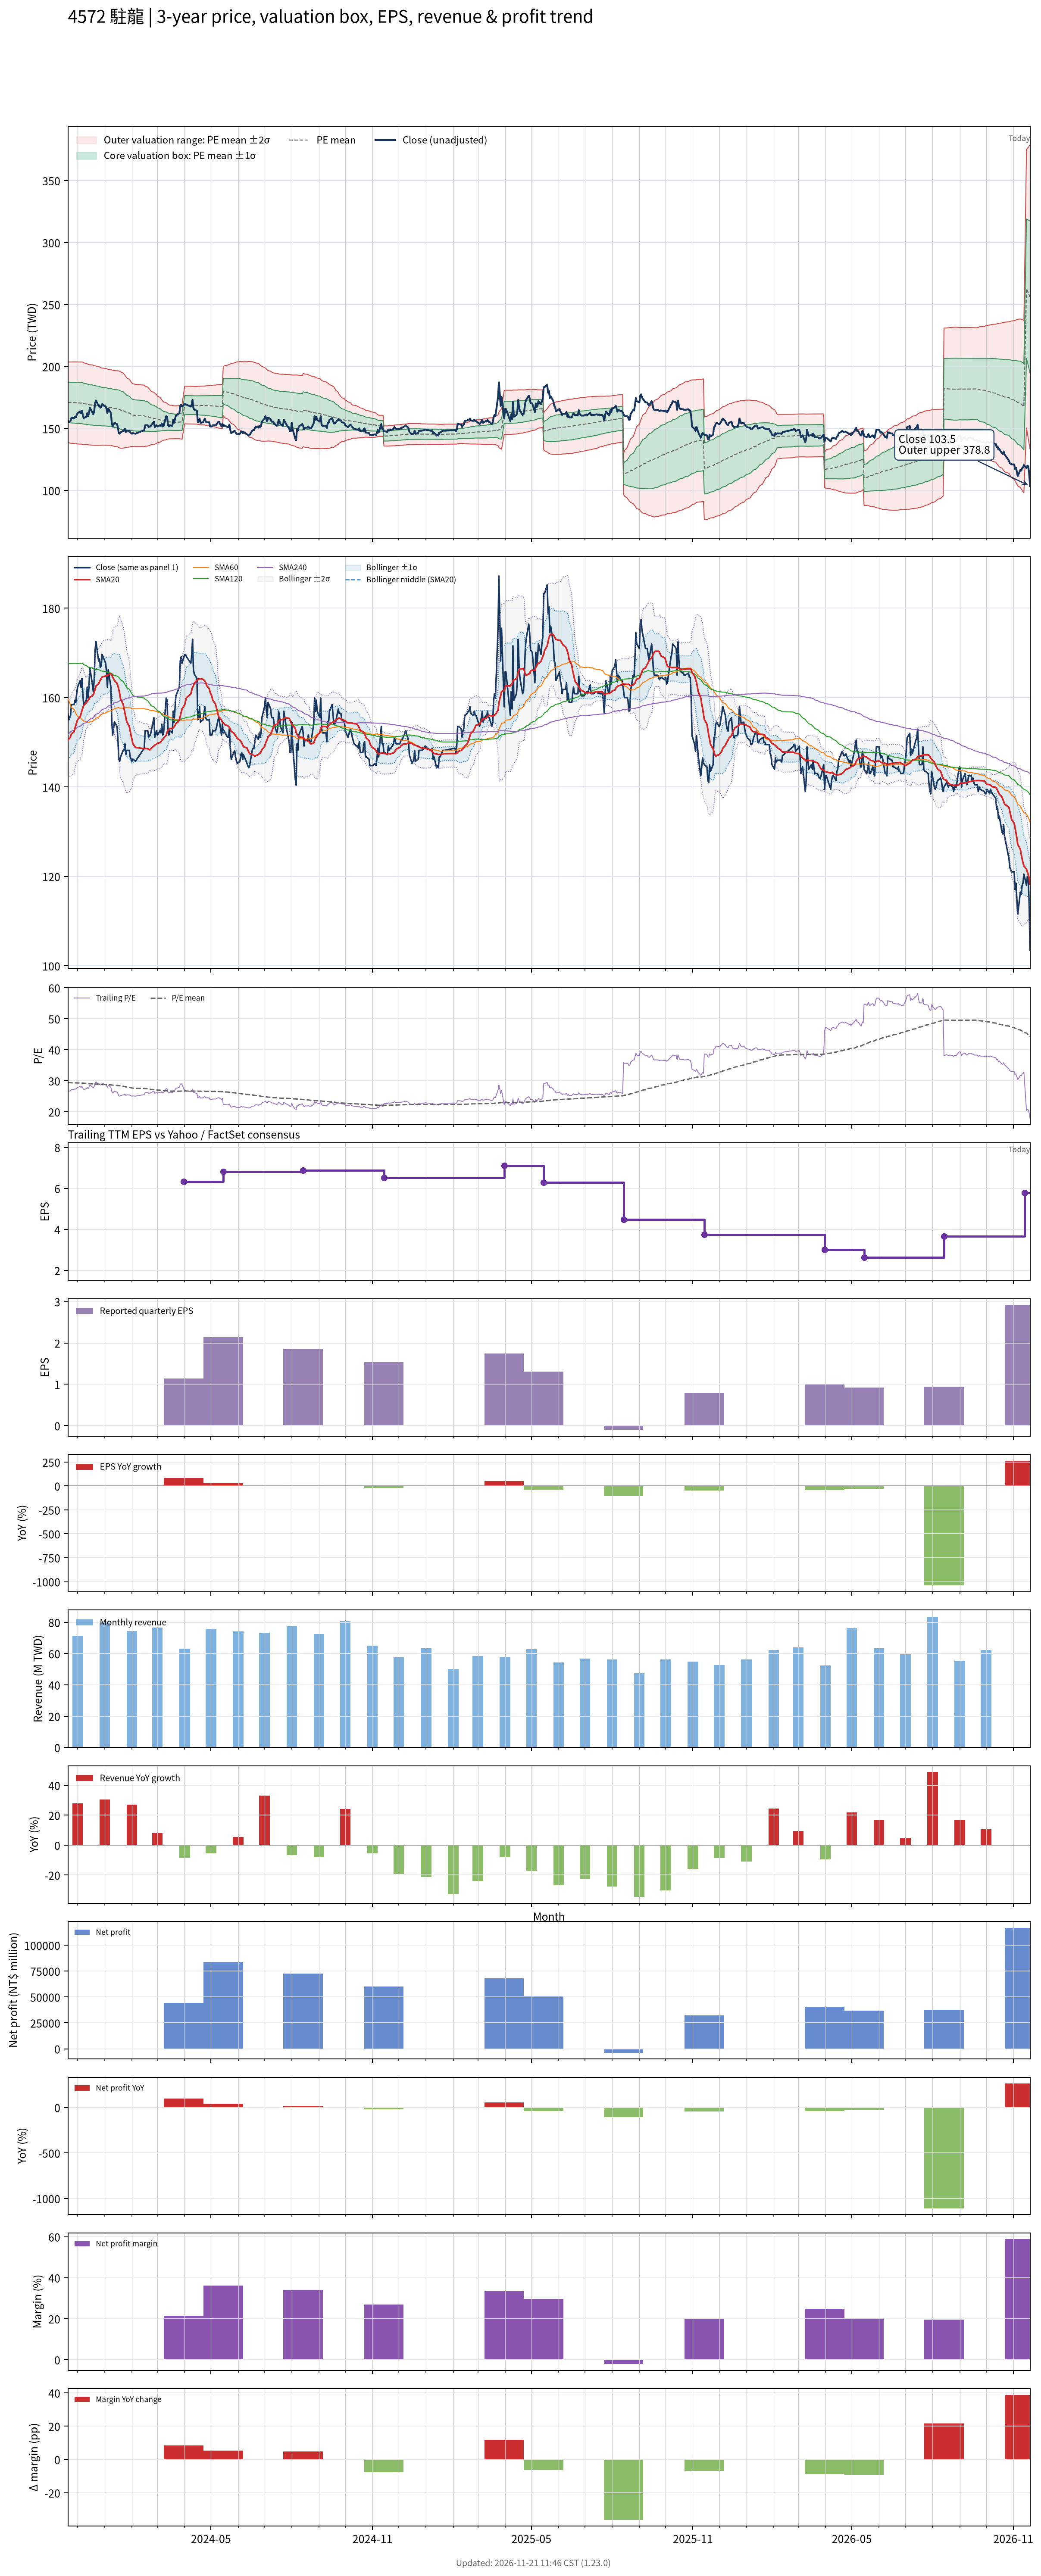 4572 駐龍 | 3-year price, valuation box, EPS, revenue & profit trend
Outer valuation range: PE mean ±2σ
PE mean
Close (unadjusted)
Core valuation box: PE mean ±1σ
Today
350
300
250
200
150
100
Price (TWD)
Close 103.5
Outer upper 378.8
Close (same as panel 1)
SMA20
SMA60
SMA120
SMA240
Bollinger ±2σ
Bollinger ±1σ
Bollinger middle (SMA20)
180
160
140
120
100
Price
Trailing P/E
P/E mean
60
50
40
30
20
P/E
Trailing TTM EPS vs Yahoo / FactSet consensus
Today
8
6
4
2
EPS
Reported quarterly EPS
3
2
1
0
EPS
EPS YoY growth
250
0
-250
-500
-750
-1000
YoY (%)
Monthly revenue
80
60
40
20
0
Revenue (M TWD)
Revenue YoY growth
40
20
0
-20
YoY (%)
Month
Net profit
100000
75000
50000
25000
0
Net profit (NT$ million)
Net profit YoY
0
-500
-1000
YoY (%)
Net profit margin
60
40
20
0
Margin (%)
Margin YoY change
40
20
0
-20
Δ margin (pp)
2024-05
2024-11
2025-05
2025-11
2026-05
2026-11
Updated: 2026-11-21 11:46 CST (1.23.0)